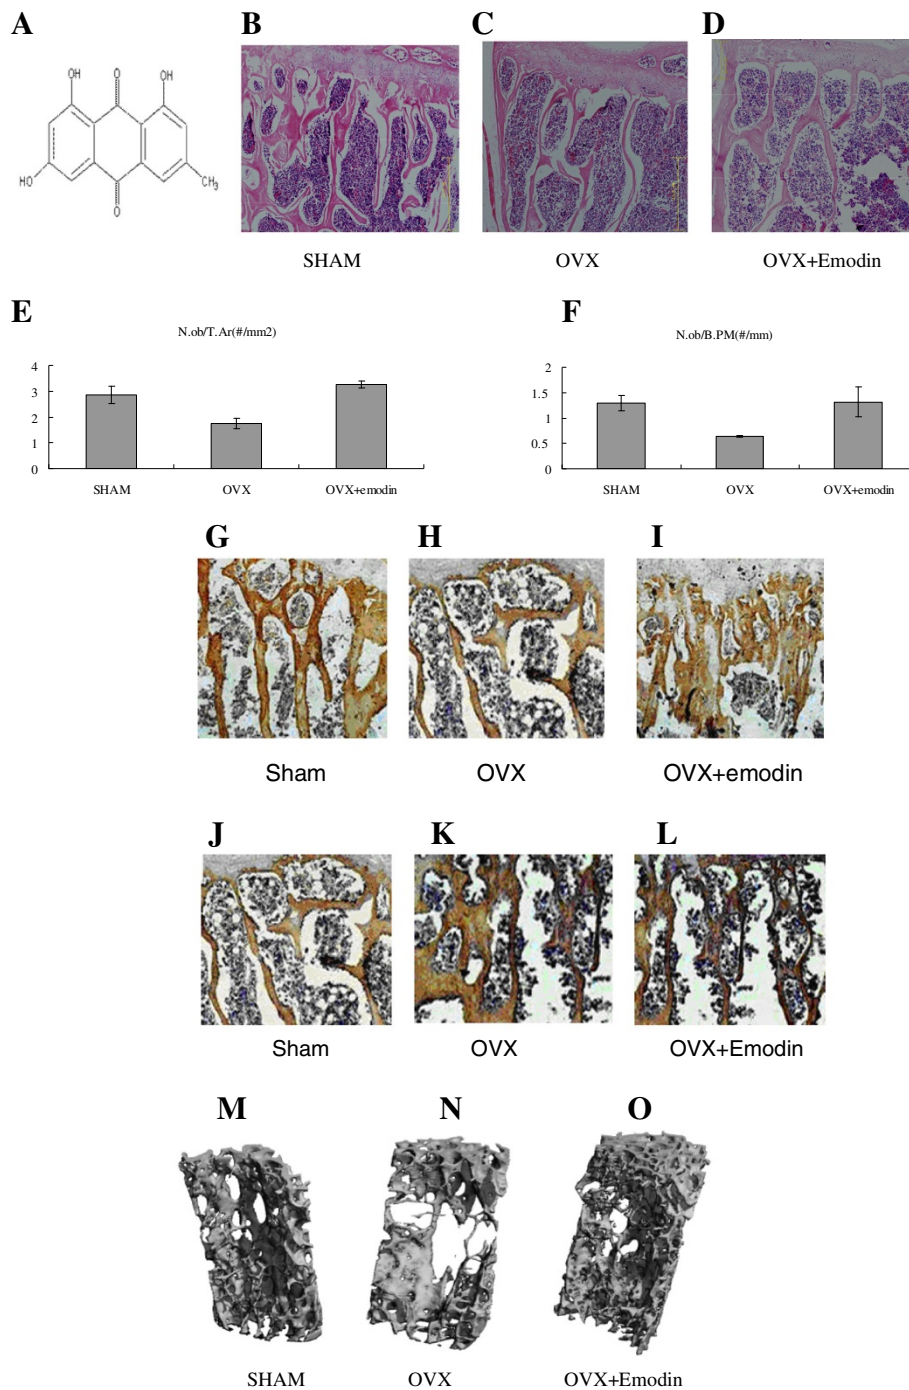 A
B
C
D
OH
O
OH
HO
O
CH3
SHAM
OVX
OVX+Emodin
E
F
N.ob/T.Ar(#/mm2)
N.ob/B.PM(#/mm)
4
3
2
1
0
SHAM
OVX
OVX+emodin
2
1.5
1
0.5
0
SHAM
OVX
OVX+emodin
G
H
I
Sham
OVX
OVX+emodin
J
K
L
Sham
OVX
OVX+Emodin
M
N
O
SHAM
OVX
OVX+Emodin